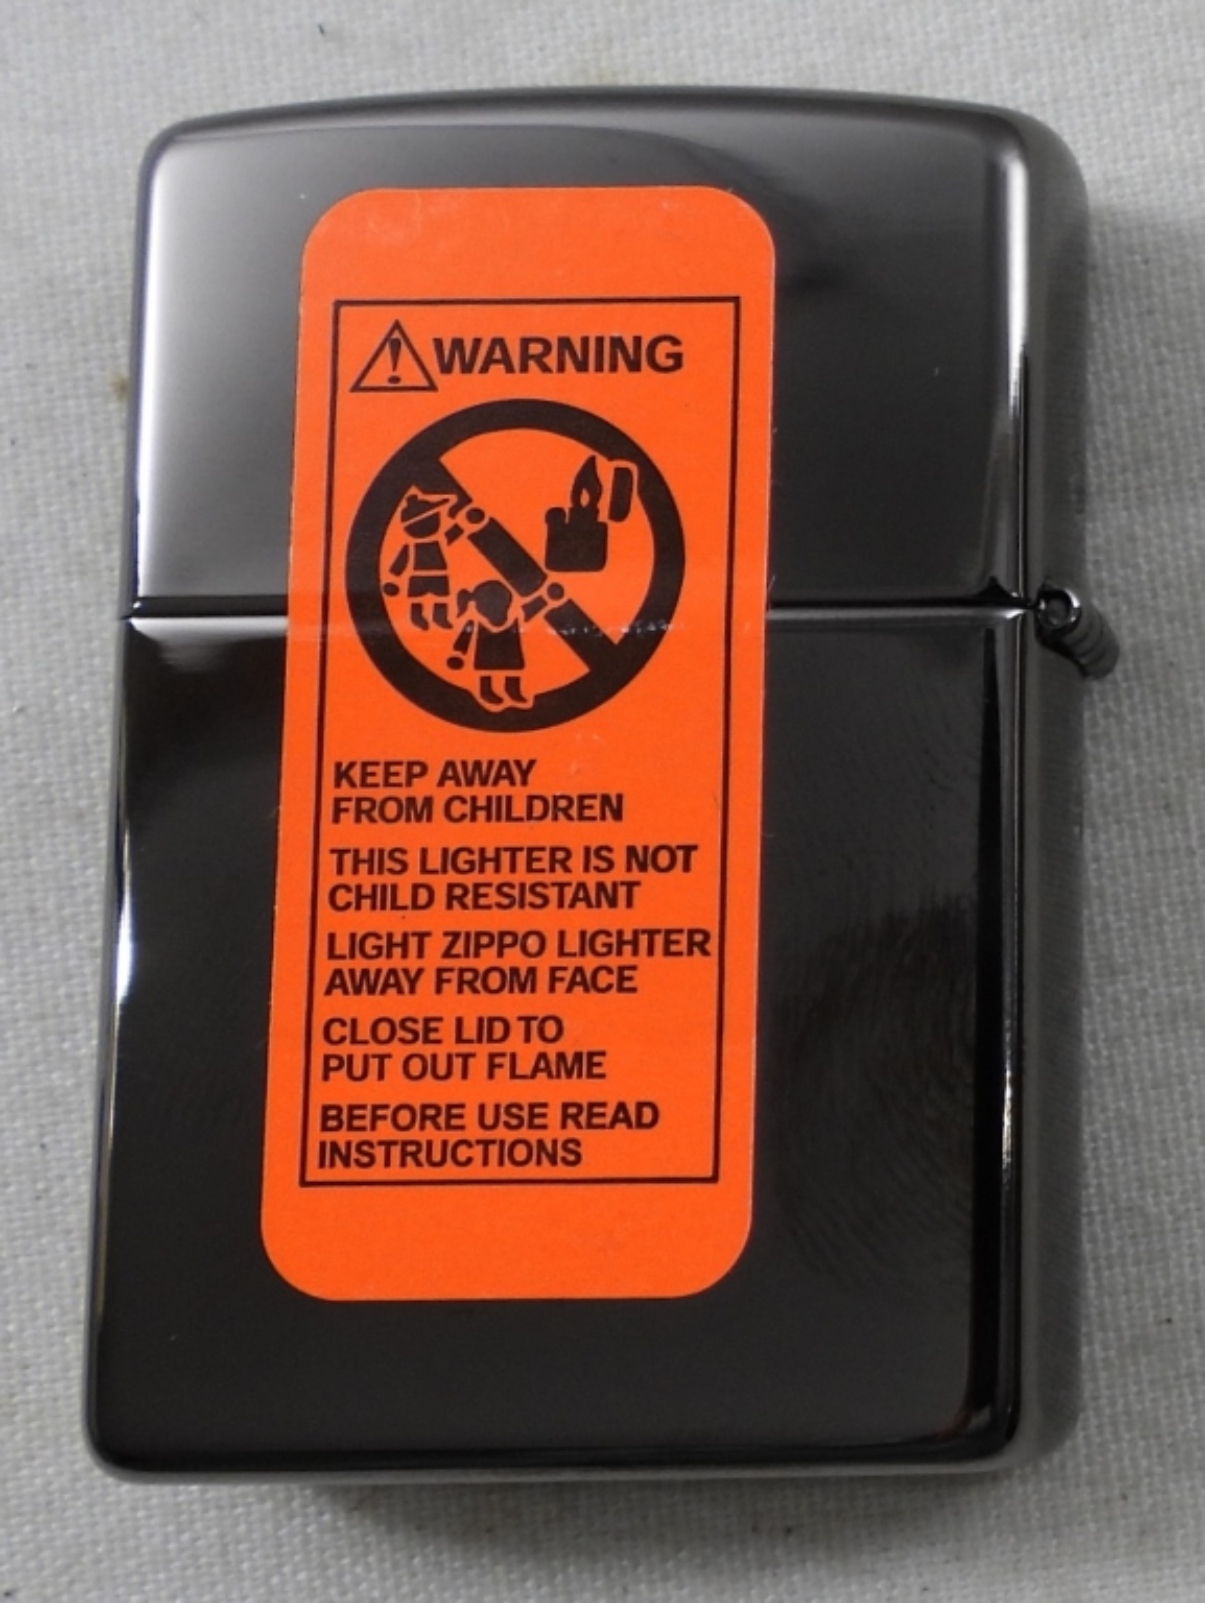 WARNING
KEEP AWAY
FROM CHILDREN
THIS LIGHTER IS NOT
CHILD RESISTANT
LIGHT ZIPPO LIGHTER
AWAY FROM FACE
CLOSE LID TO
PUT OUT FLAME
BEFORE USE READ
INSTRUCTIONS